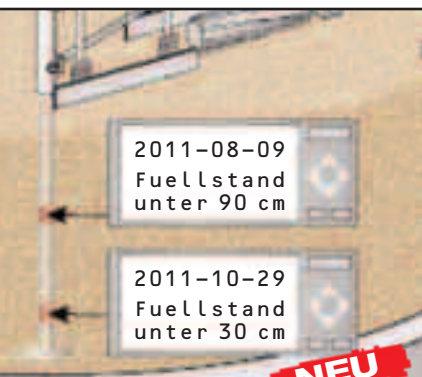 2011-08-09
Fuellstand
unter 90 cm
2011-10-29
Fuellstand
unter 30 cm
NEU